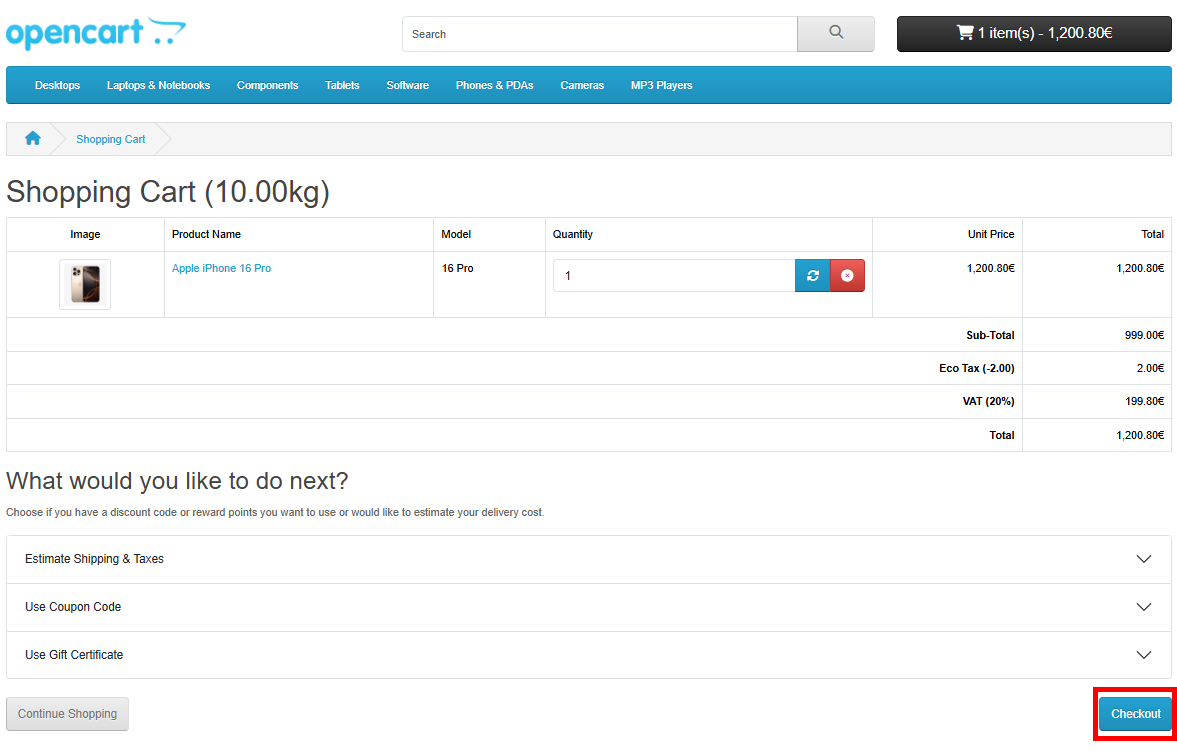 opencart
Search
1 item(s) - 1,200.80€
Desktops Laptops & Notebooks Components Tablets Software Phones & PDAs Cameras MP3 Players
Shopping Cart
Shopping Cart (10.00kg)
Image Product Name Model Quantity Unit Price Total
Apple iPhone 16 Pro 16 Pro 1 1,200.80€ 1,200.80€
Sub-Total 999.00€
Eco Tax (-2.00) 2.00€
VAT (20%) 199.80€
Total 1,200.80€
What would you like to do next?
Choose if you have a discount code or reward points you want to use or would like to estimate your delivery cost.
Estimate Shipping & Taxes
Use Coupon Code
Use Gift Certificate
Continue Shopping Checkout